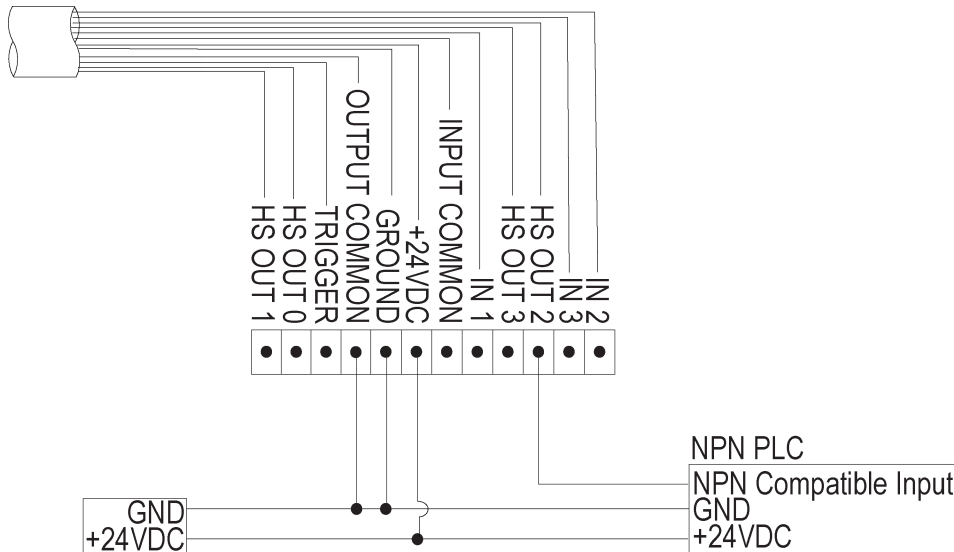 HS OUT 1
HS OUT 0
TRIGGER
OUTPUT COMMON
GROUND
+24VDC
INPUT COMMON
IN 1
HS OUT 3
HS OUT 2
IN 3
IN 2
NPN PLC
NPN Compatible Input
GND
+24VDC
GND
+24VDC